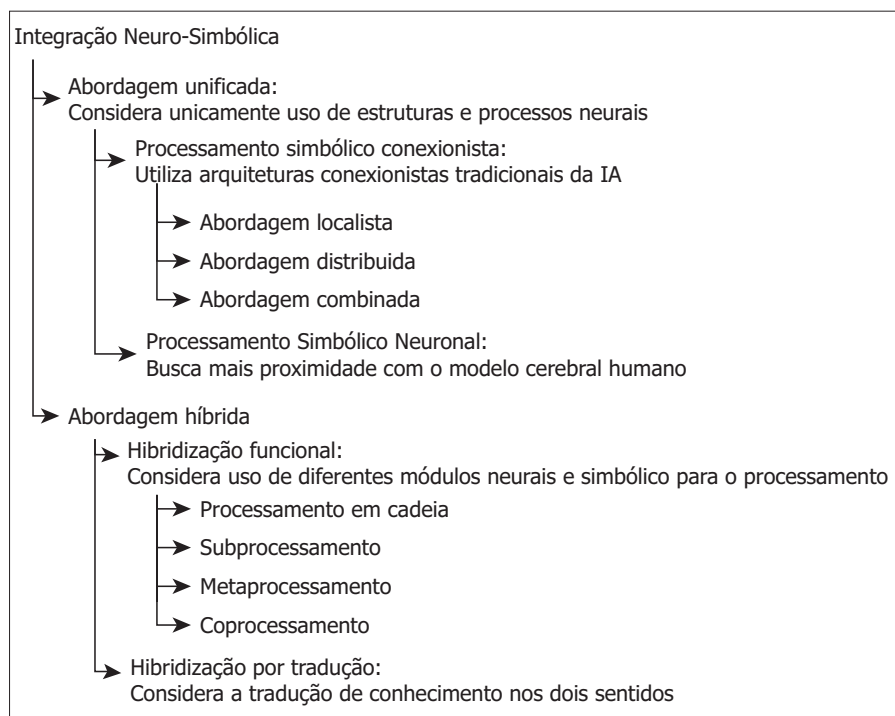 Integração Neuro-Simbólica
Abordagem unificada:
Considera unicamente uso de estruturas e processos neurais
Processamento simbólico conexionista:
Utiliza arquiteturas conexionistas tradicionais da IA
Abordagem localista
Abordagem distribuida
Abordagem combinada
Processamento Simbólico Neuronal:
Busca mais proximidade com o modelo cerebral humano
Abordagem híbrida
Hibridização funcional:
Considera uso de diferentes módulos neurais e simbólico para o processamento
Processamento em cadeia
Subprocessamento
Metaprocessamento
Coprocessamento
Hibridização por tradução:
Considera a tradução de conhecimento nos dois sentidos